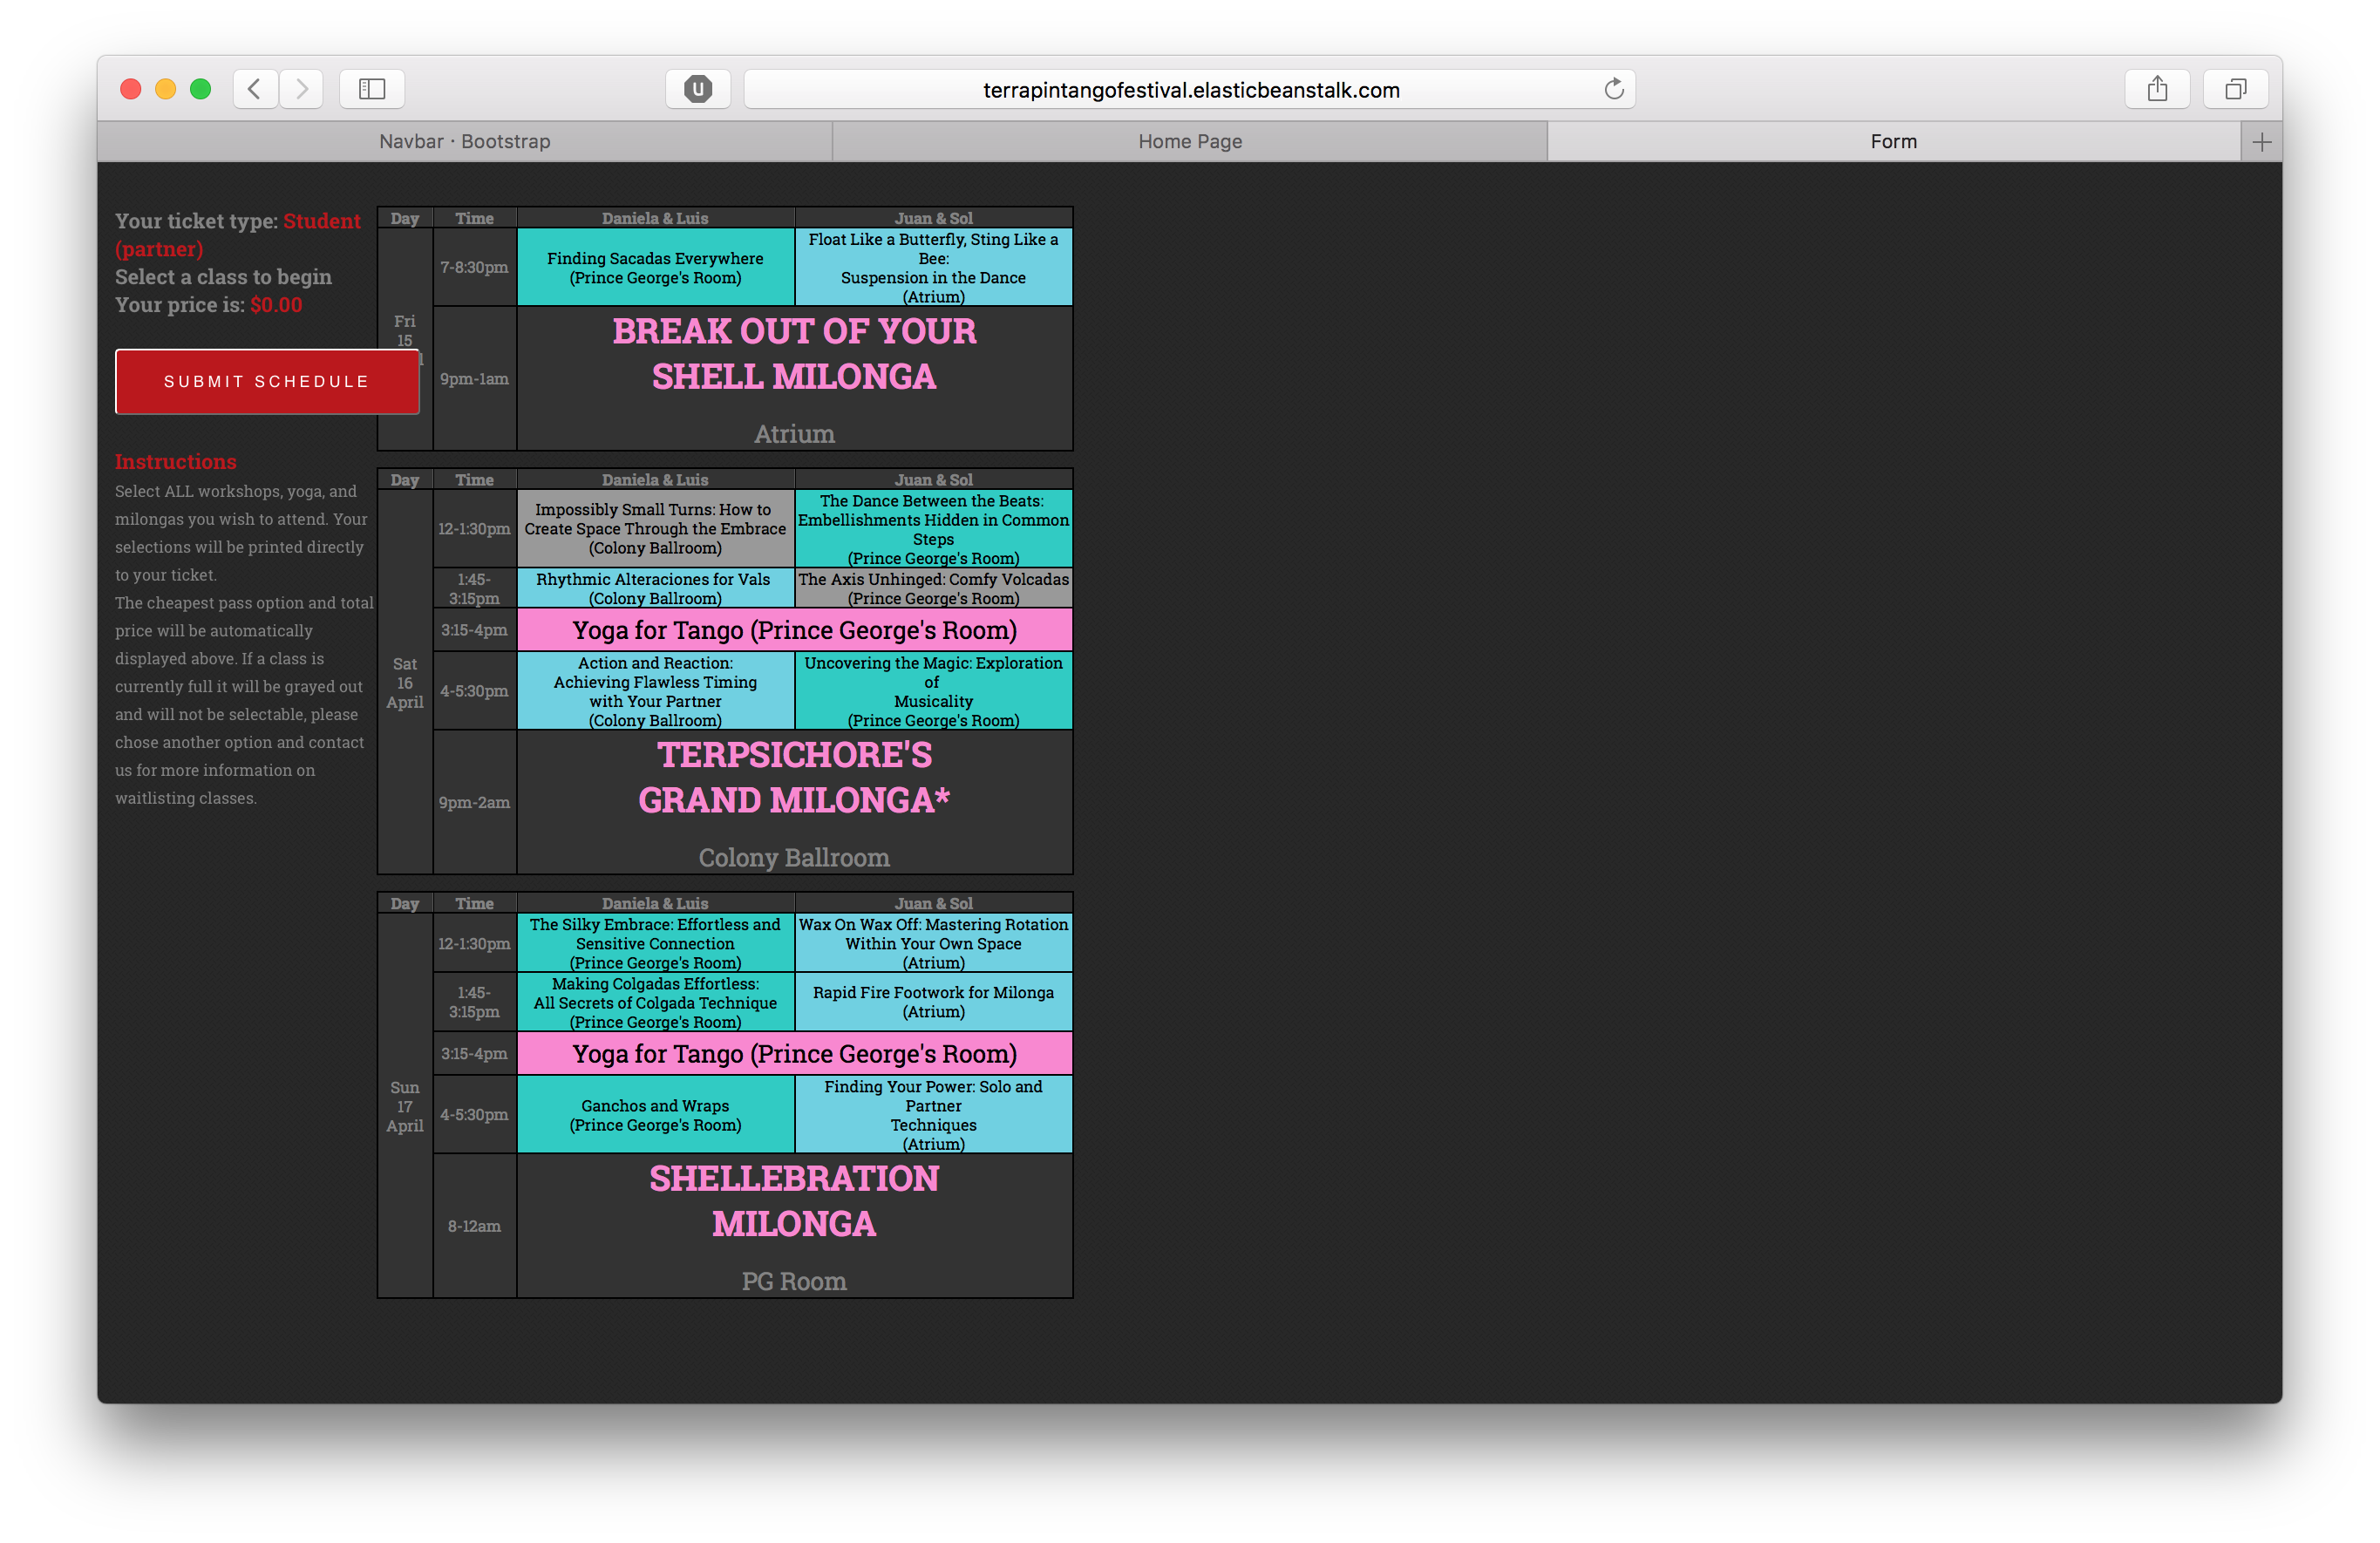 U
terrapintangofestival.elasticbeanstalk.com
Navbar · Bootstrap
Home Page
Form
Your ticket type: Student
(partner)
Select a class to begin
Your price is: $0.00
SUBMIT SCHEDULE
Instructions
Select ALL workshops, yoga, and
milongas you wish to attend. Your
selections will be printed directly
to your ticket.
The cheapest pass option and total
price will be automatically
displayed above. If a class is
currently full it will be grayed out
and will not be selectable, please
chose another option and contact
us for more information on
waitlisting classes.
Day
Time
Daniela & Luis
Juan & Sol
Fri
15
7-8:30pm
Finding Sacadas Everywhere
(Prince George's Room)
Float Like a Butterfly, Sting Like a
Bee:
Suspension in the Dance
(Atrium)
9pm-1am
BREAK OUT OF YOUR
SHELL MILONGA
Atrium
Day
Time
Daniela & Luis
Juan & Sol
Sat
16
April
12-1:30pm
Impossibly Small Turns: How to
Create Space Through the Embrace
(Colony Ballroom)
The Dance Between the Beats:
Embellishments Hidden in Common
Steps
(Prince George's Room)
1:45-
3:15pm
Rhythmic Alteraciones for Vals
(Colony Ballroom)
The Axis Unhinged: Comfy Volcadas
(Prince George's Room)
3:15-4pm
Yoga for Tango (Prince George's Room)
4-5:30pm
Action and Reaction:
Achieving Flawless Timing
with Your Partner
(Colony Ballroom)
Uncovering the Magic: Exploration
of
Musicality
(Prince George's Room)
9pm-2am
TERPSICHORE'S
GRAND MILONGA*
Colony Ballroom
Day
Time
Daniela & Luis
Juan & Sol
Sun
17
April
12-1:30pm
The Silky Embrace: Effortless and
Sensitive Connection
(Prince George's Room)
Wax On Wax Off: Mastering Rotation
Within Your Own Space
(Atrium)
1:45-
3:15pm
Making Colgadas Effortless:
All Secrets of Colgada Technique
(Prince George's Room)
Rapid Fire Footwork for Milonga
(Atrium)
3:15-4pm
Yoga for Tango (Prince George's Room)
4-5:30pm
Ganchos and Wraps
(Prince George's Room)
Finding Your Power: Solo and
Partner
Techniques
(Atrium)
8-12am
SHELLEBRATION
MILONGA
PG Room